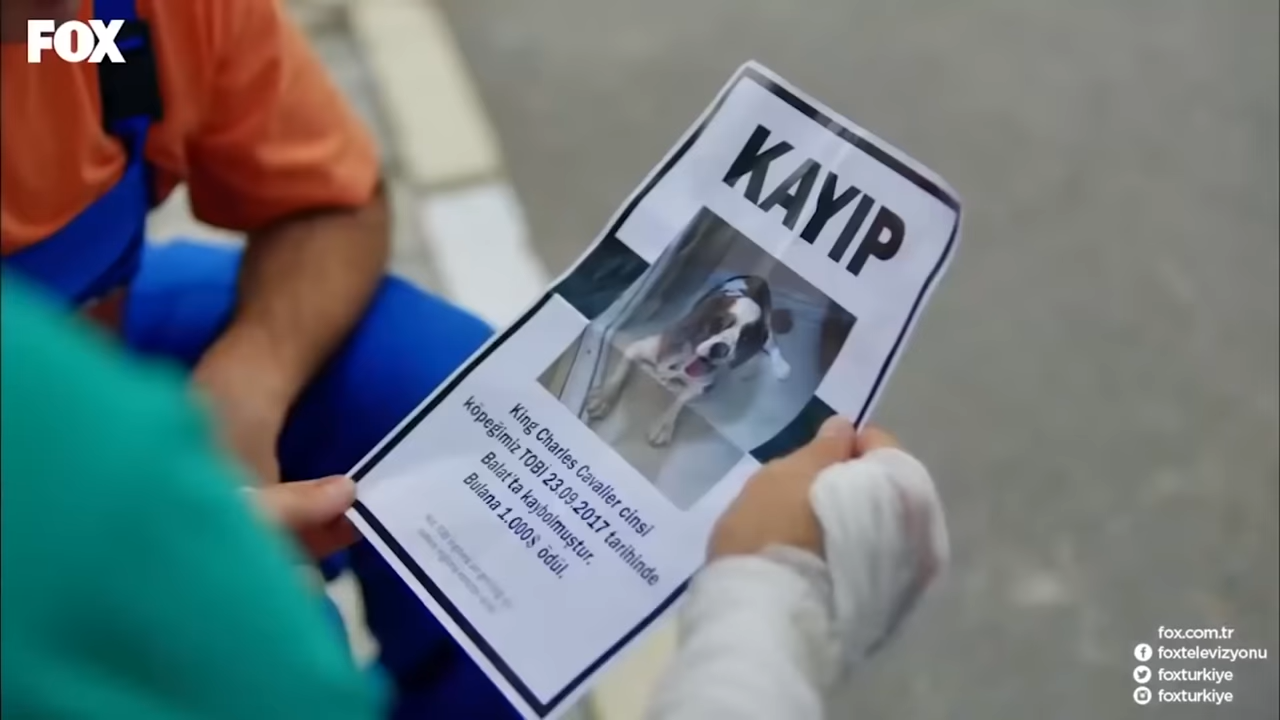 FOX
KAYIP
King Charles Cavalier cinsi
köpeğimiz TOBİ 23.09.2017 tarihinde
Balat'ta kaybolmuştur.
Bulana 1.000$ ödül.
fox.com.tr
foxtelevizyonu
foxturkiye
foxturkiye